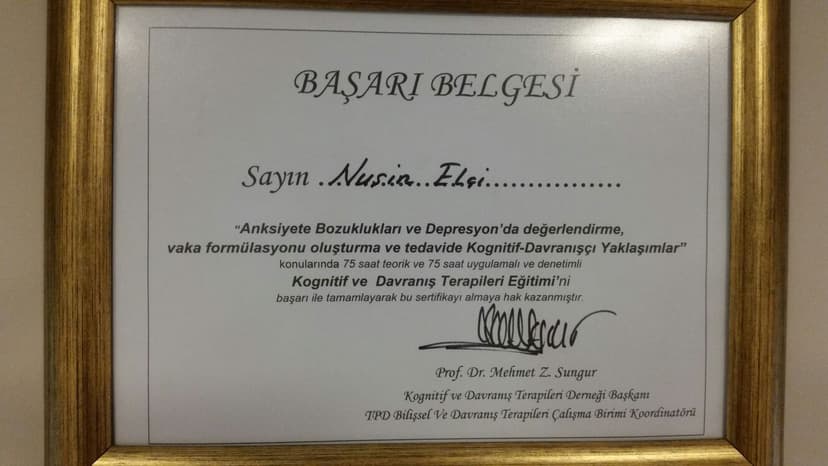 BAŞARI BELGESİ
Sayın .Nusin..Elçi................
“Anksiyete Bozuklukları ve Depresyon’da değerlendirme,
vaka formülasyonu oluşturma ve tedavide Kognitif-Davranışçı Yaklaşımlar”
konularında 75 saat teorik ve 75 saat uygulamalı ve denetimli
Kognitif ve Davranış Terapileri Eğitimi’ni
başarı ile tamamlayarak bu sertifikayı almaya hak kazanmıştır.
Prof. Dr. Mehmet Z. Sungur
Kognitif ve Davranış Terapileri Derneği Başkanı
TPD Bilişsel Ve Davranış Terapileri Çalışma Birimi Koordinatörü